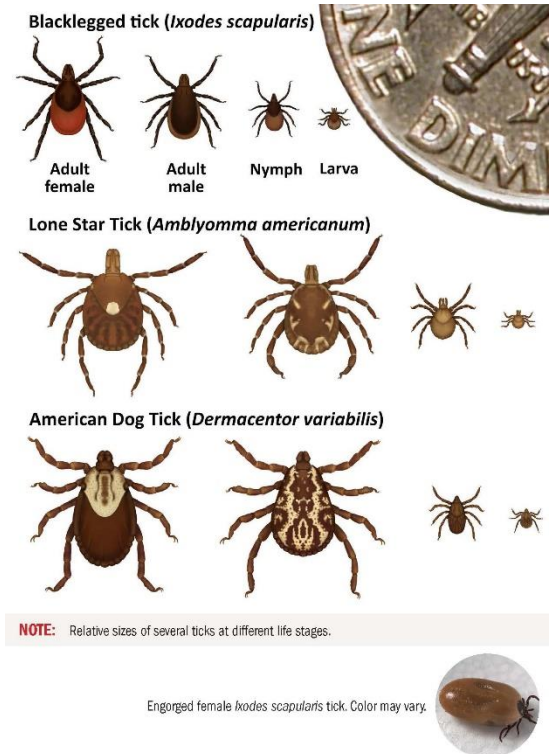 Blacklegged tick (Ixodes scapularis)
ONE DIM
Adult female
Adult male
Nymph
Larva
Lone Star Tick (Amblyomma americanum)
American Dog Tick (Dermacentor variabilis)
NOTE: Relative sizes of several ticks at different life stages.
Engorged female Ixodes scapularis tick. Color may vary.